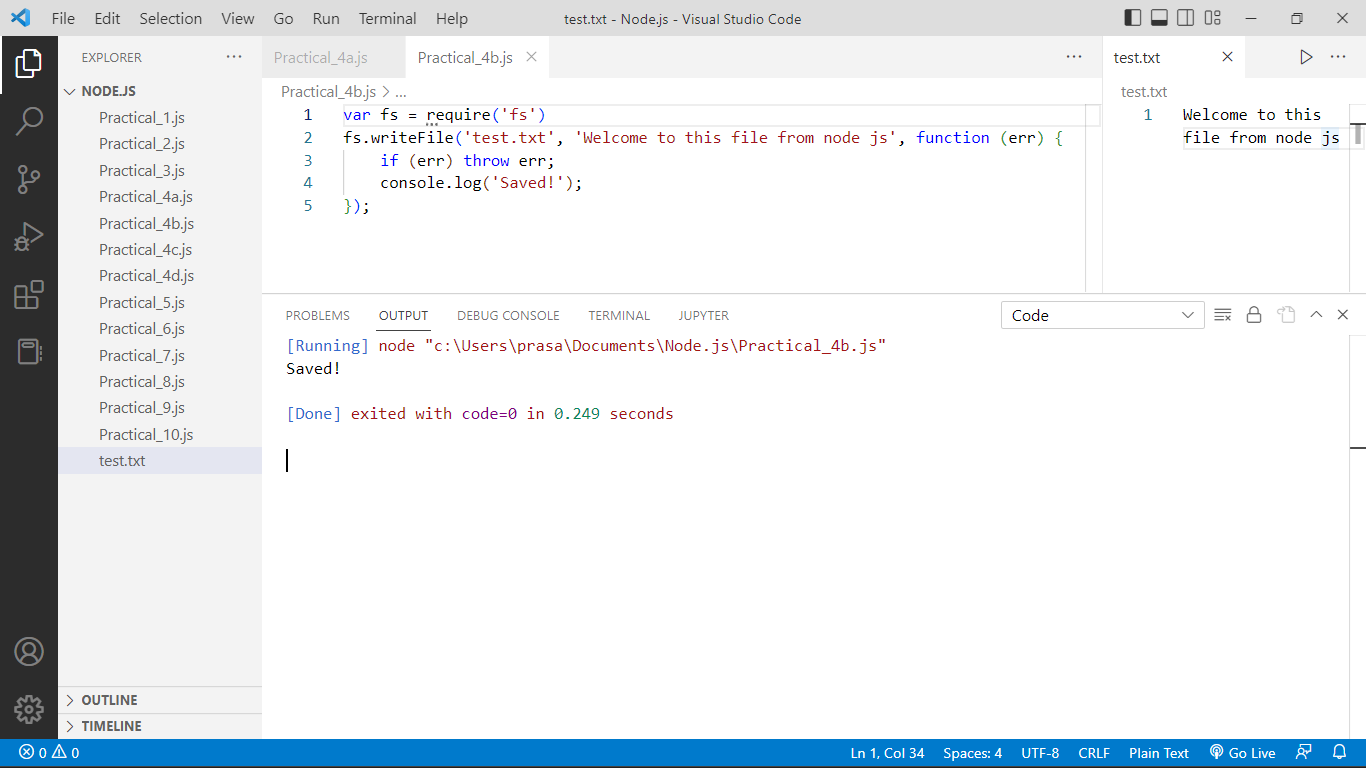 File Edit Selection View Go Run Terminal Help
test.txt - Node.js - Visual Studio Code
EXPLORER
NODE.JS
Practical_1.js
Practical_2.js
Practical_3.js
Practical_4a.js
Practical_4b.js
Practical_4c.js
Practical_4d.js
Practical_5.js
Practical_6.js
Practical_7.js
Practical_8.js
Practical_9.js
Practical_10.js
test.txt
OUTLINE
TIMELINE
Practical_4a.js Practical_4b.js
Practical_4b.js > ...
1 var fs = require('fs')
2 fs.writeFile('test.txt', 'Welcome to this file from node js', function (err) {
3 if (err) throw err;
4 console.log('Saved!');
5 });
test.txt
test.txt
1 Welcome to this
file from node js
PROBLEMS OUTPUT DEBUG CONSOLE TERMINAL JUPYTER
Code
[Running] node "c:\Users\prasa\Documents\Node.js\Practical_4b.js"
Saved!
[Done] exited with code=0 in 0.249 seconds
0 0
Ln 1, Col 34 Spaces: 4 UTF-8 CRLF Plain Text Go Live